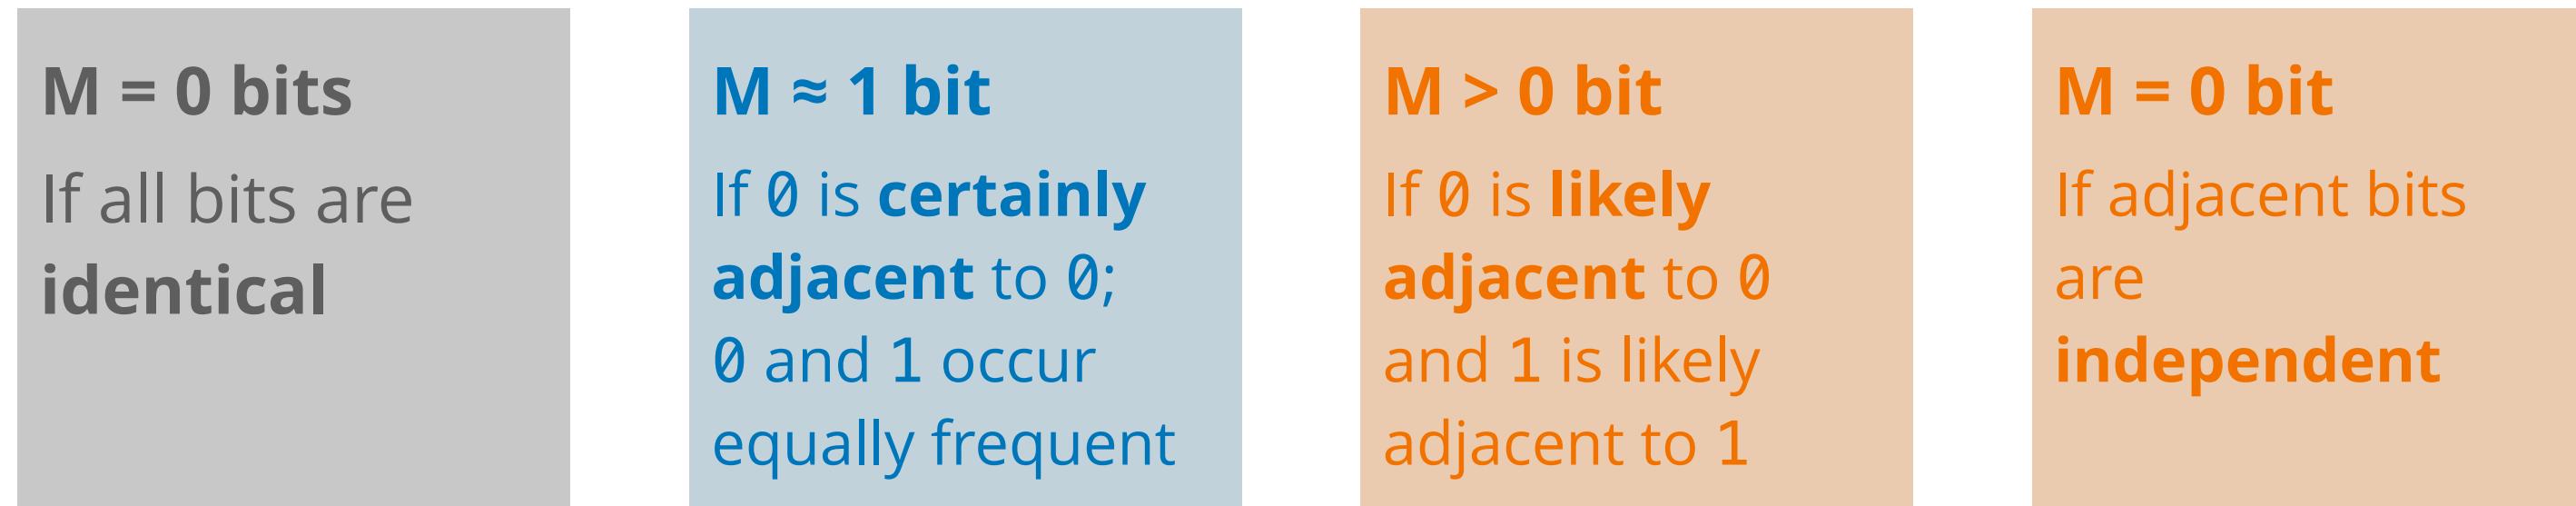 M = 0 bits
If all bits are
identical
M ≈ 1 bit
If 0 is certainly
adjacent to 0;
0 and 1 occur
equally frequent
M > 0 bit
If 0 is likely
adjacent to 0
and 1 is likely
adjacent to 1
M = 0 bit
If adjacent bits
are
independent